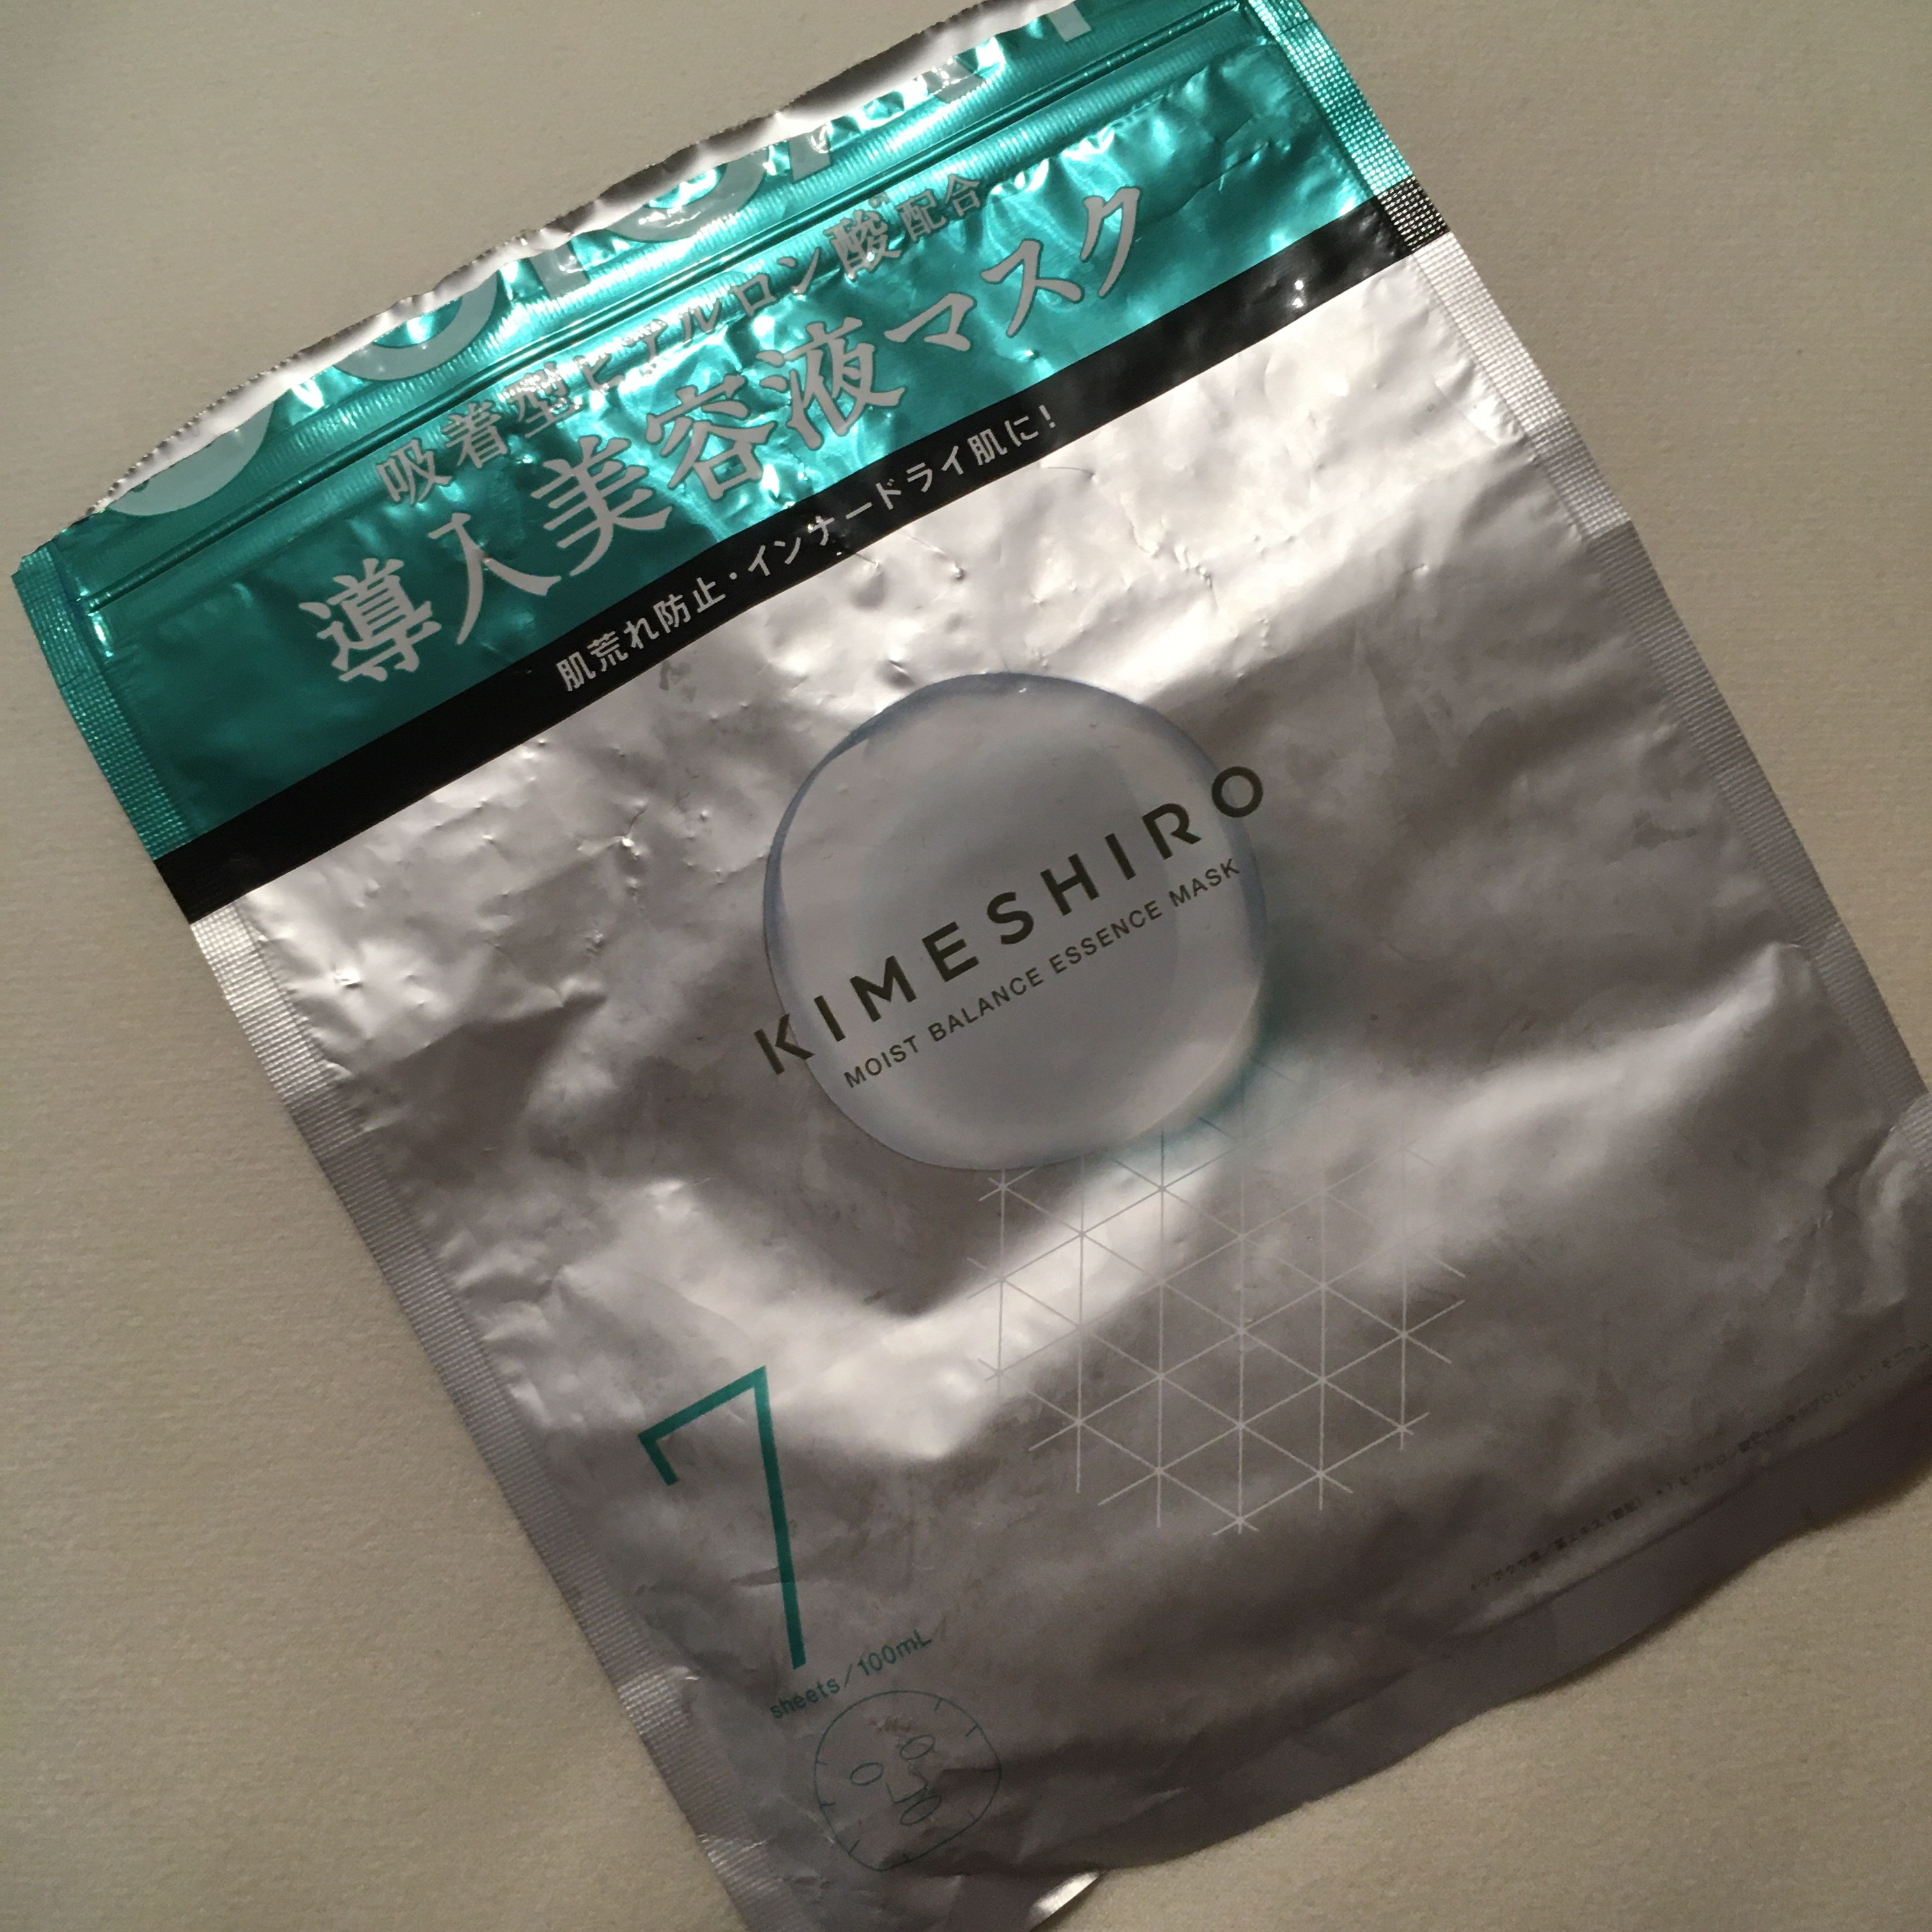 吸着型ヒアルロン酸*¹配合
導入美容液マスク
肌荒れ防止・インナードライ肌に!
KIMESHIRO
MOIST BALANCE ESSENCE MASK
7
sheets/100mL